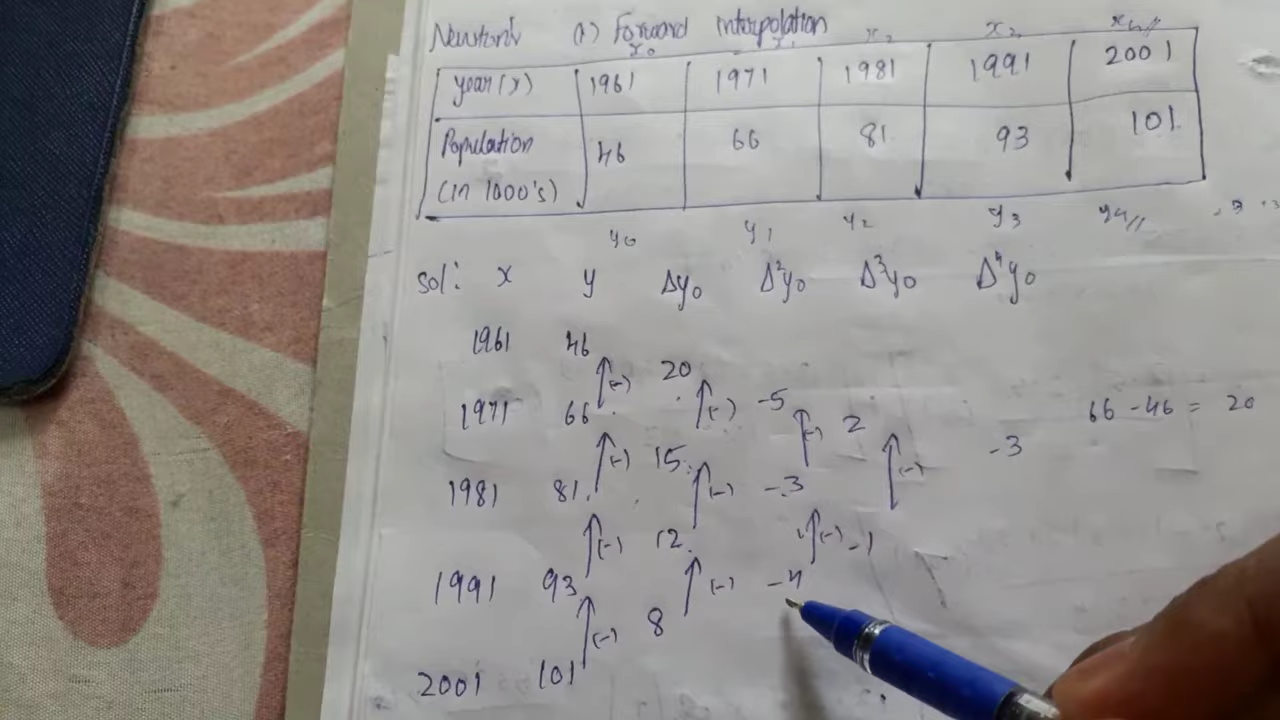 Newton's (1) Forward Interpolation
x₀ x₁ x₂ x₃ x₄//
year(x) 1961 1971 1981 1991 2001
Population (in 1000's) 46 66 81 93 101
y₀ y₁ y₂ y₃ y₄//
sol: x y Δy₀ Δ²y₀ Δ³y₀ Δ⁴y₀
1961 46
(-) 20
1971 66 (-) -5 66 - 46 = 20
(-) 15 (-) 2
1981 81 (-) -3 (-) -3
(-) 12 (-) -1
1991 93 (-) -4
(-) 8
2001 101